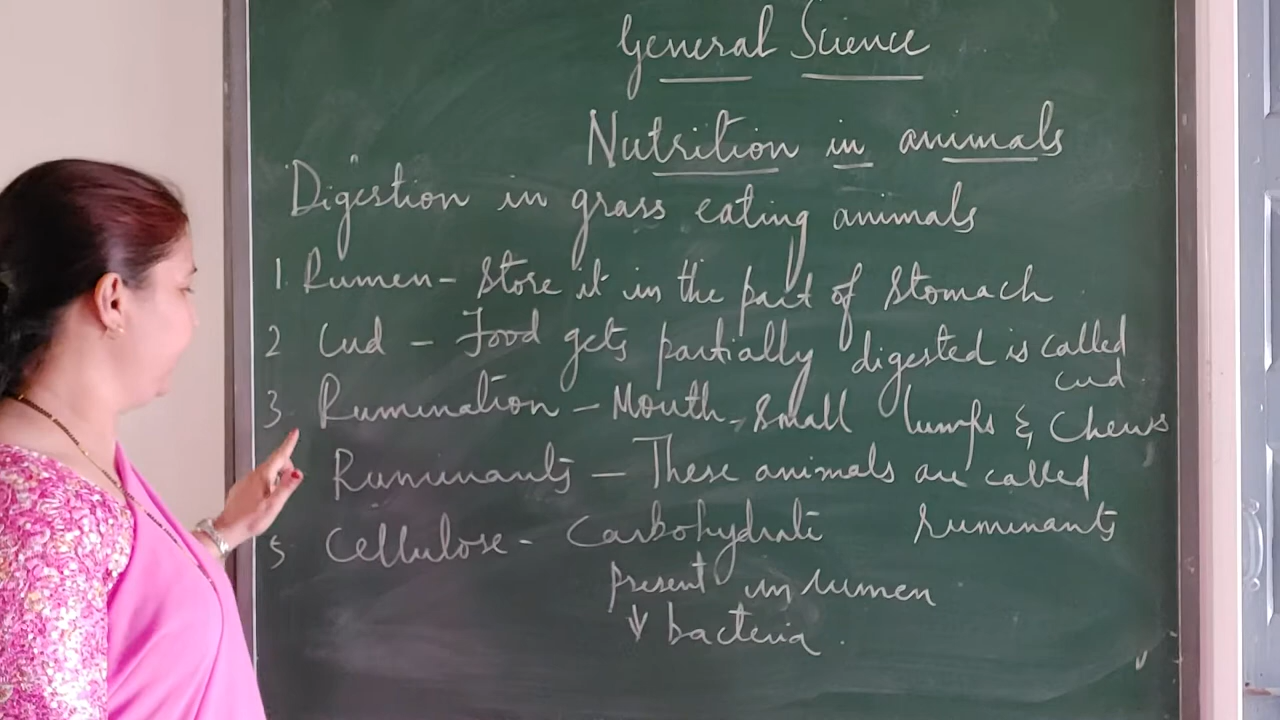 General Science
Nutrition in animals
Digestion in grass eating animals
1. Rumen - Store it in the part of Stomach
2 Cud - Food gets partially digested is called
cud
3. Rumination - Mouth - Small lumps & Chews
Ruminants - These animals are called
ruminants
5 Cellulose - Carbohydrate
present in rumen
↓ bacteria.